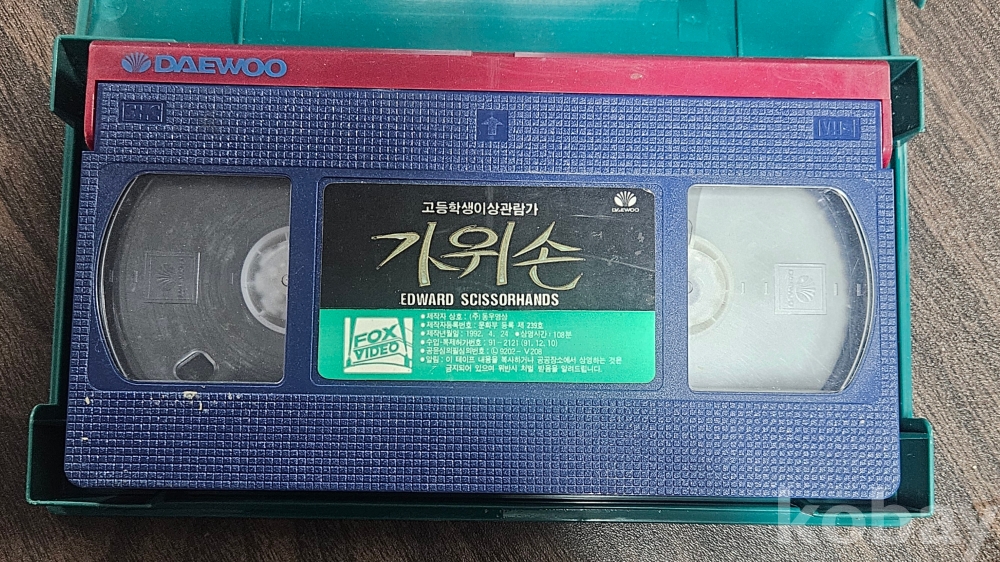 DAEWOO
VHS
고등학생이상관람가
DAEWOO
가위손
EDWARD SCISSORHANDS
FOX
VIDEO
● 제작자 상호 : (주) 동우영상
● 제작자등록번호 : 문화부 등록 제 239호
● 제작년월일 : 1992. 4. 24 ● 상영시간 : 108분
● 수입·복제허가번호 : 91-2121 (91. 12. 10)
● 공문심의필심의번호 : ⓛ 9202-V208
● 알림 : 이 테이프 내용을 복사하거나 공공장소에서 상영하는 것은
금지되어 있으며 위반시 처벌 받음을 알려드립니다.
kobay